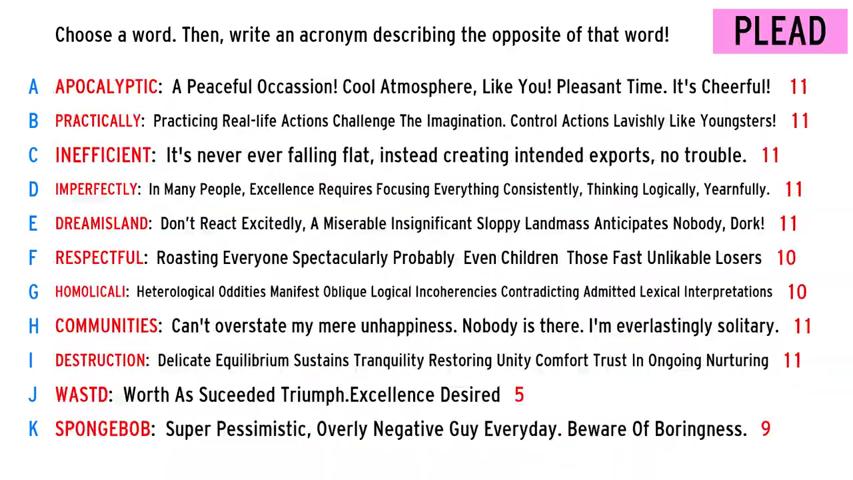 Choose a word. Then, write an acronym describing the opposite of that word! PLEAD
A APOCALYPTIC: A Peaceful Occassion! Cool Atmosphere, Like You! Pleasant Time. It's Cheerful! 11
B PRACTICALLY: Practicing Real-life Actions Challenge The Imagination. Control Actions Lavishly Like Youngsters! 11
C INEFFICIENT: It's never ever falling flat, instead creating intended exports, no trouble. 11
D IMPERFECTLY: In Many People, Excellence Requires Focusing Everything Consistently, Thinking Logically, Yearnfully. 11
E DREAMISLAND: Don't React Excitedly, A Miserable Insignificant Sloppy Landmass Anticipates Nobody, Dork! 11
F RESPECTFUL: Roasting Everyone Spectacularly Probably Even Children Those Fast Unlikable Losers 10
G HOMOLICALI: Heterological Oddities Manifest Oblique Logical Incoherencies Contradicting Admitted Lexical Interpretations 10
H COMMUNITIES: Can't overstate my mere unhappiness. Nobody is there. I'm everlastingly solitary. 11
I DESTRUCTION: Delicate Equilibrium Sustains Tranquility Restoring Unity Comfort Trust In Ongoing Nurturing 11
J WASTD: Worth As Suceeded Triumph.Excellence Desired 5
K SPONGEBOB: Super Pessimistic, Overly Negative Guy Everyday. Beware Of Boringness. 9